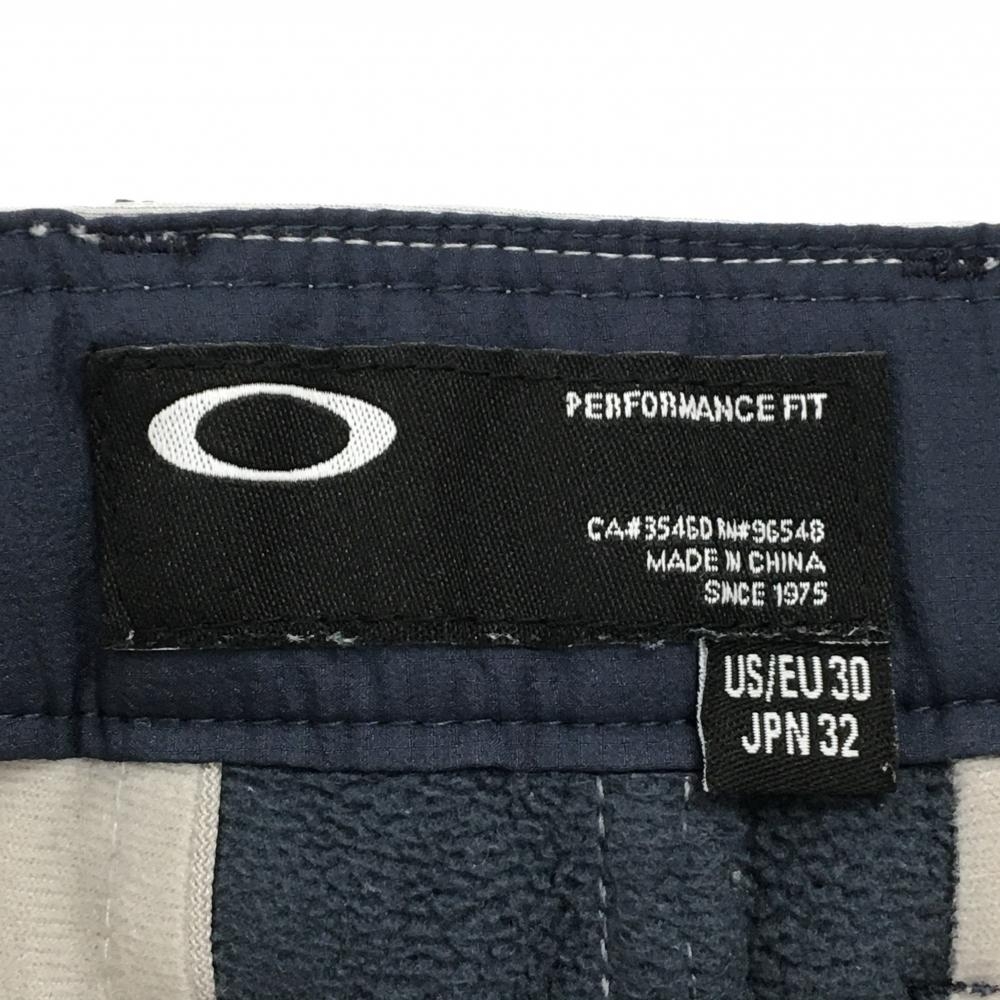 PERFORMANCE FIT
CA#35460 RN#96548
MADE IN CHINA
SINCE 1975
US/EU 30
JPN 32